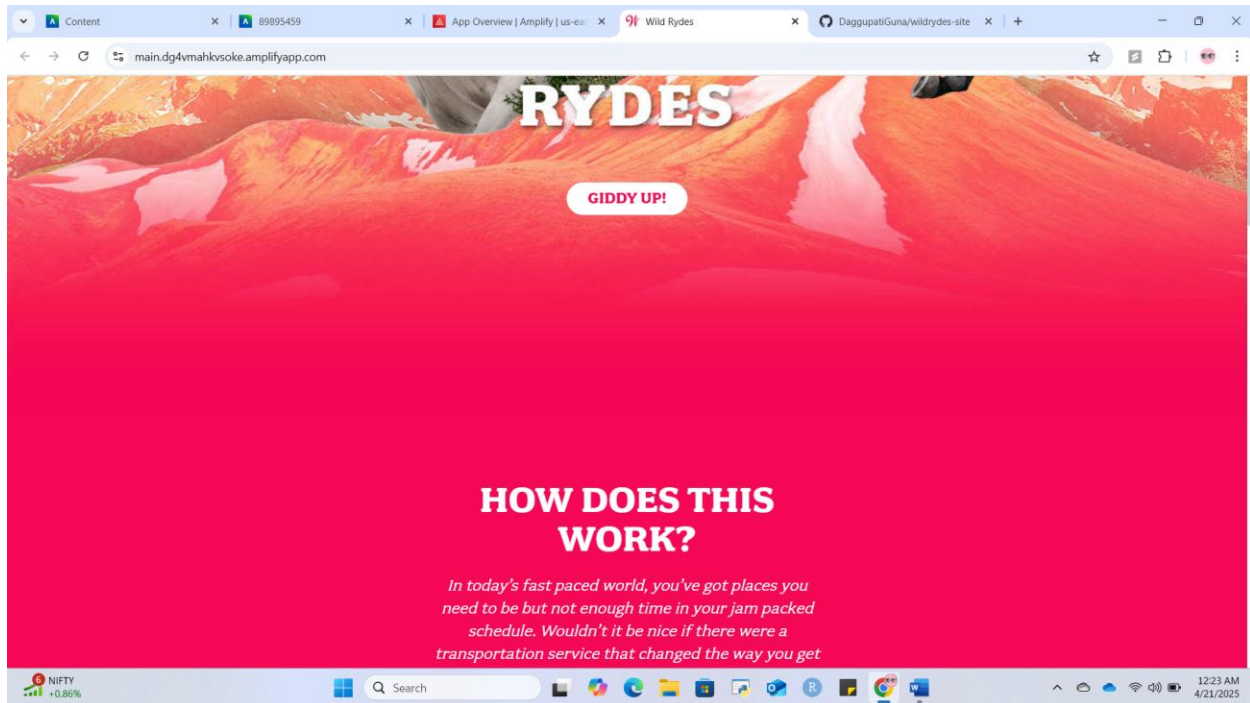 Content
89895459
App Overview | Amplify | us-eas
Wild Rydes
DaggupatiGuna/wildrydes-site
main.dg4vmahkvsoke.amplifyapp.com
RYDES
GIDDY UP!
HOW DOES THIS
WORK?
In today's fast paced world, you've got places you
need to be but not enough time in your jam packed
schedule. Wouldn't it be nice if there were a
transportation service that changed the way you get
6
NIFTY
+0.86%
Search
R
12:23 AM
4/21/2025